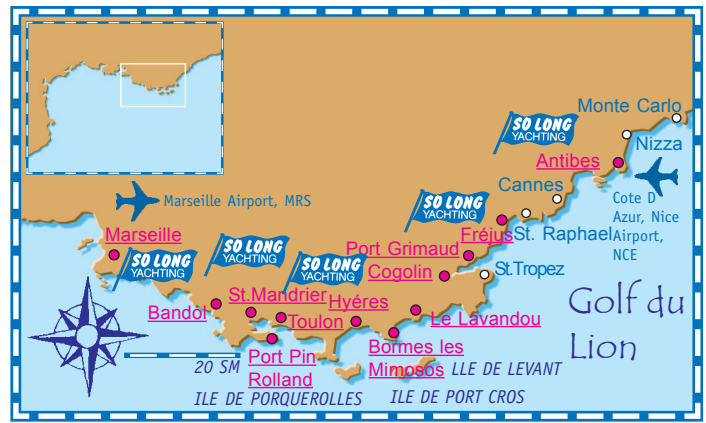 Monte Carlo
SO LONG
YACHTING
Nizza
Antibes
Cannes
Marseille Airport, MRS
Cote D
Azur, Nice
Airport,
NCE
SO LONG
YACHTING
Fréjus
St. Raphael
Marseille
SO LONG
YACHTING
SO LONG
YACHTING
SO LONG
YACHTING
Port Grimaud
Cogolin
St.Tropez
St.Mandrier
Hyéres
Bandol
Toulon
Le Lavandou
Golf du
Lion
Port Pin
Rolland
Bormes les
Mimosos
20 SM
LLE DE LEVANT
ILE DE PORQUEROLLES
ILE DE PORT CROS